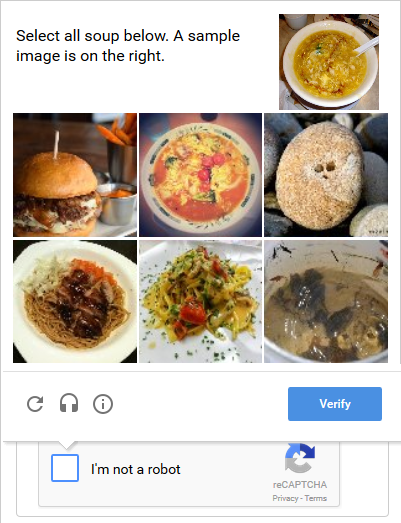 Select all soup below. A sample
image is on the right.
Verify
I'm not a robot
reCAPTCHA
Privacy - Terms